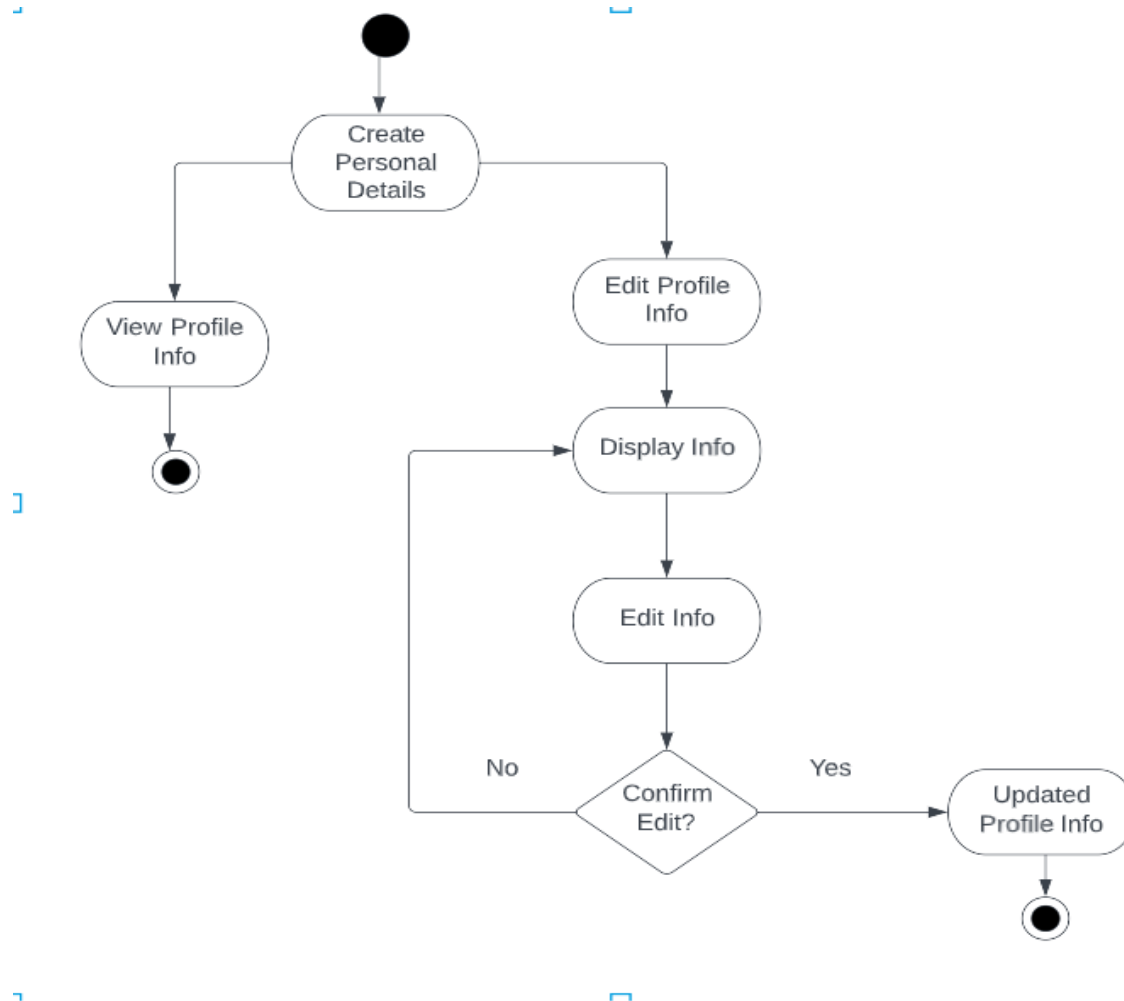 Create
Personal
Details
Edit Profile
Info
View Profile
Info
Display Info
Edit Info
No
Yes
Confirm
Edit?
Updated
Profile Info